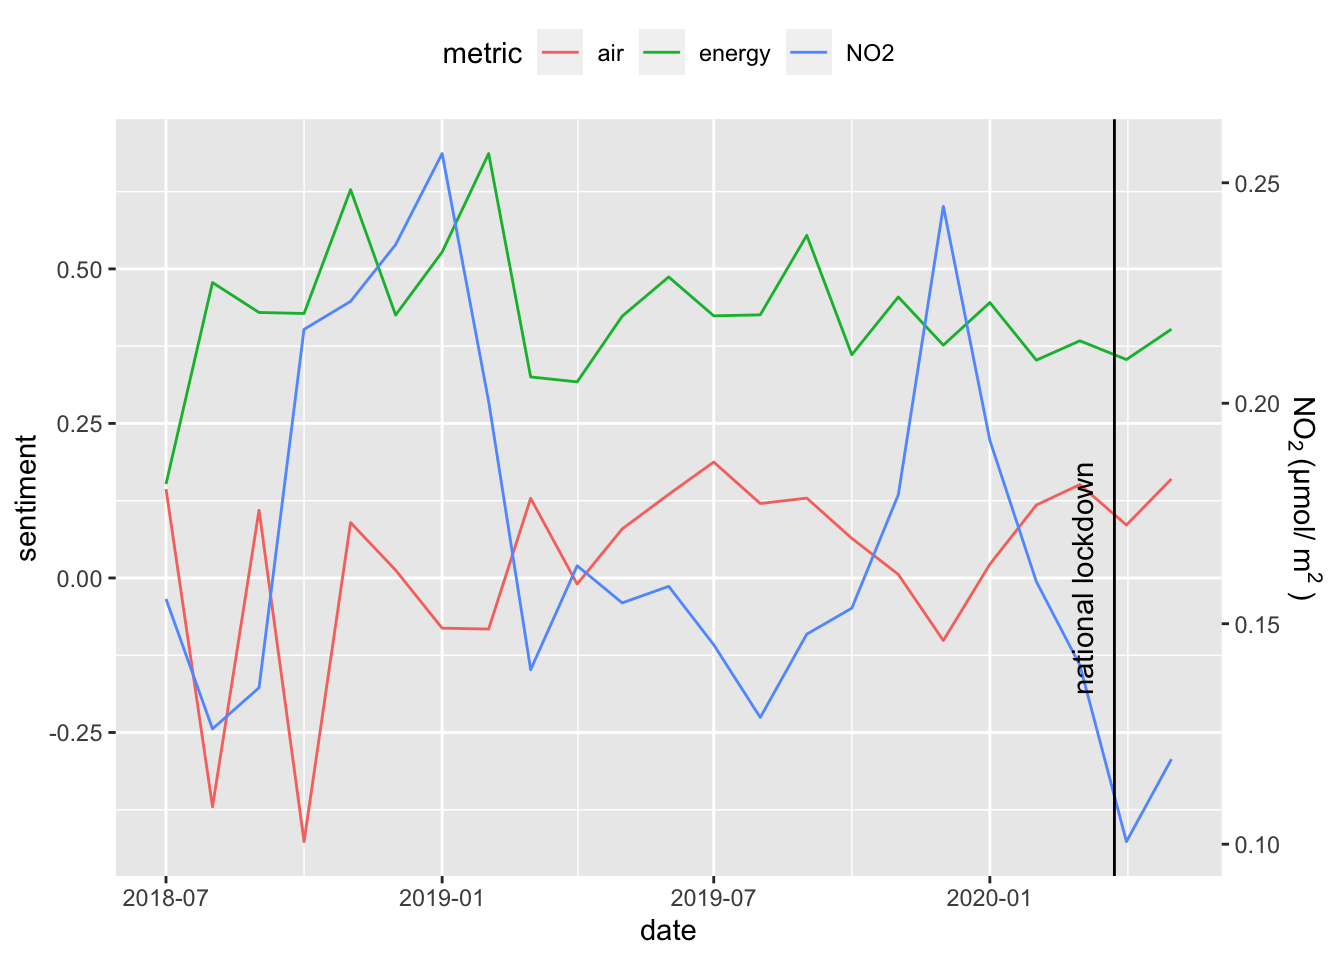 metric air energy NO2
0.50
0.25
0.00
-0.25
sentiment
national lockdown
0.25
0.20
0.15
0.10
NO₂ (μmol/ m² )
2018-07 2019-01 2019-07 2020-01
date